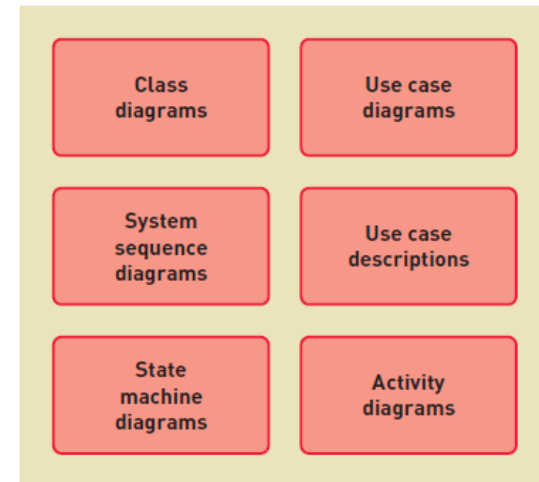 Class
diagrams
Use case
diagrams
System
sequence
diagrams
Use case
descriptions
State
machine
diagrams
Activity
diagrams